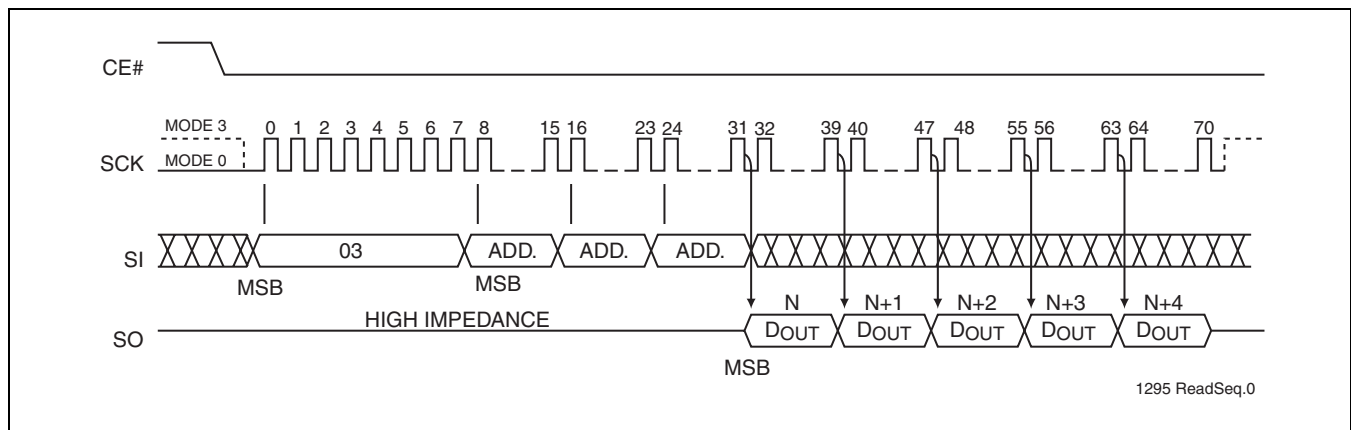 CE#
MODE 3
0 1 2 3 4 5 6 7 8 15 16 23 24 31 32 39 40 47 48 55 56 63 64 70
SCK
MODE 0
SI
03 ADD. ADD. ADD.
MSB MSB
HIGH IMPEDANCE
N N+1 N+2 N+3 N+4
SO
DOUT DOUT DOUT DOUT DOUT
MSB
1295 ReadSeq.0